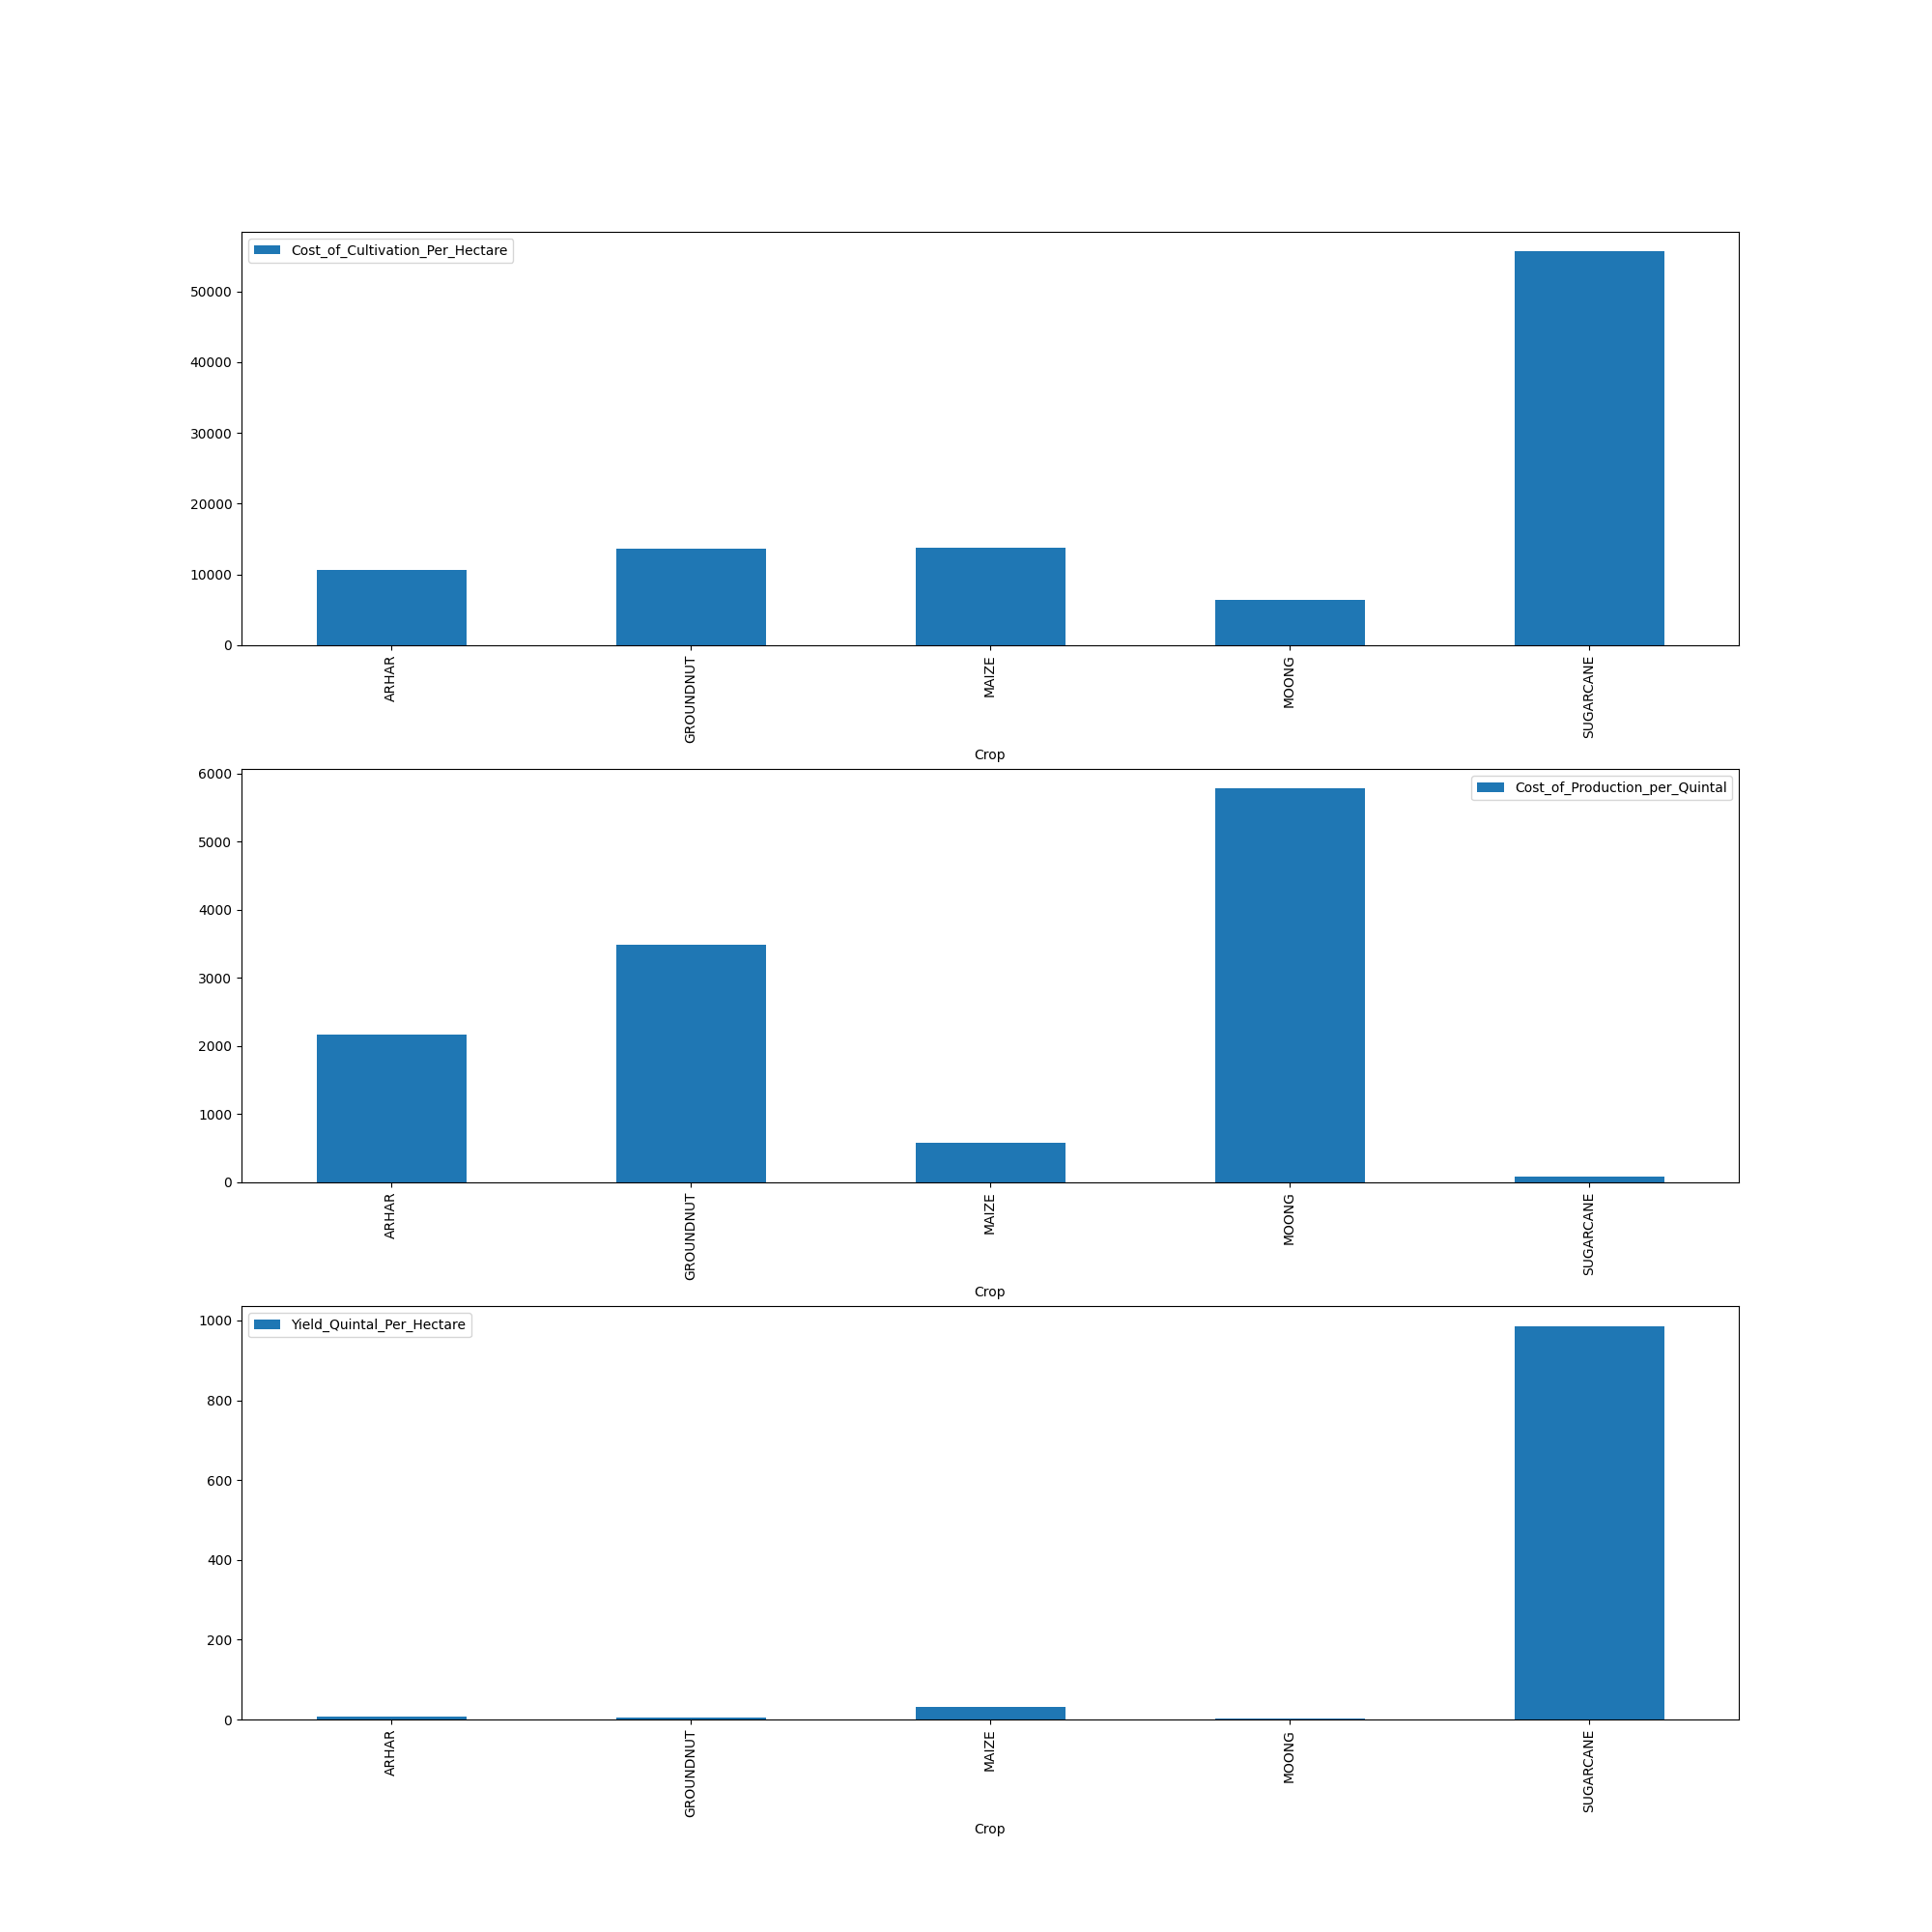 Cost_of_Cultivation_Per_Hectare
50000
40000
30000
20000
10000
0
ARHAR
GROUNDNUT
MAIZE
MOONG
SUGARCANE
Crop
Cost_of_Production_per_Quintal
6000
5000
4000
3000
2000
1000
0
ARHAR
GROUNDNUT
MAIZE
MOONG
SUGARCANE
Crop
Yield_Quintal_Per_Hectare
1000
800
600
400
200
0
ARHAR
GROUNDNUT
MAIZE
MOONG
SUGARCANE
Crop